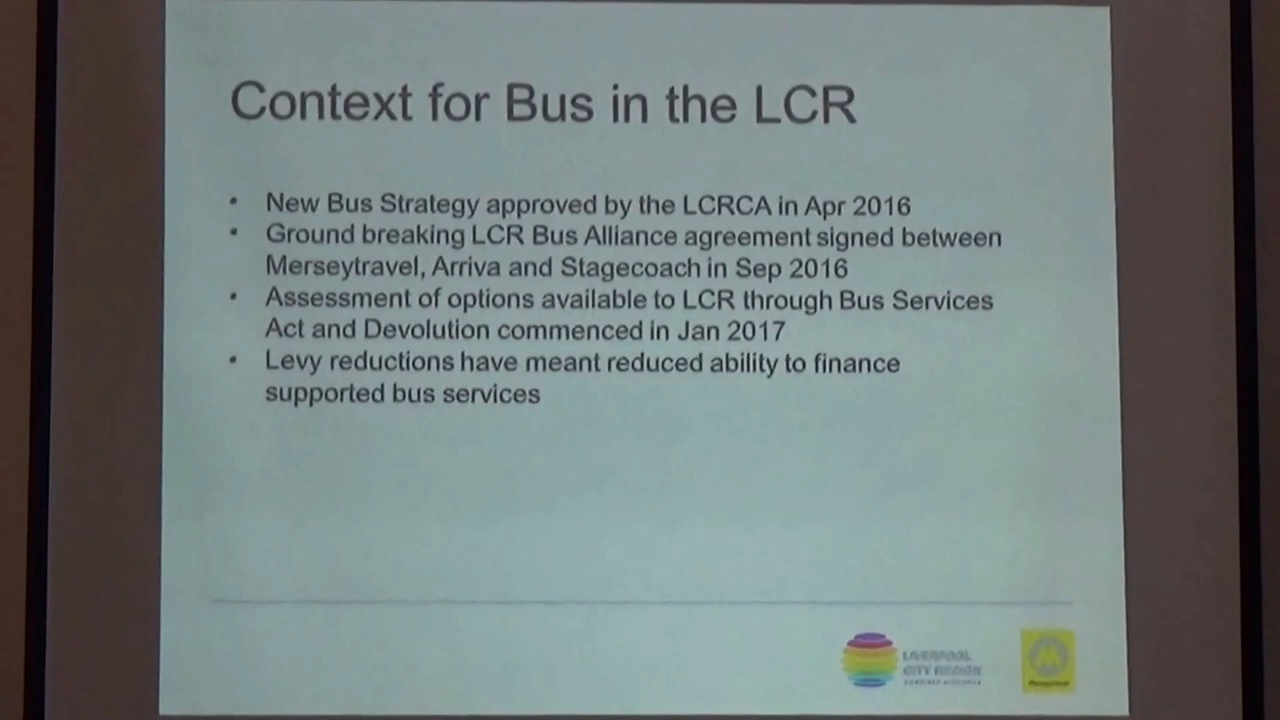 Context for Bus in the LCR
• New Bus Strategy approved by the LCRCA in Apr 2016
• Ground breaking LCR Bus Alliance agreement signed between
Merseytravel, Arriva and Stagecoach in Sep 2016
• Assessment of options available to LCR through Bus Services
Act and Devolution commenced in Jan 2017
• Levy reductions have meant reduced ability to finance
supported bus services
LIVERPOOL
CITY REGION